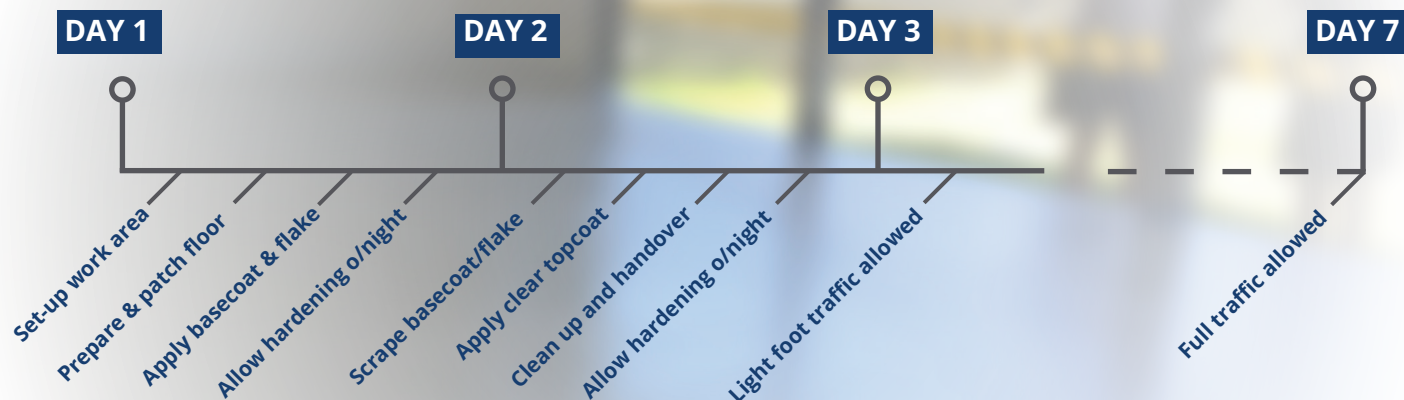 DAY 1
DAY 2
DAY 3
DAY 7
Set-up work area
Prepare & patch floor
Apply basecoat & flake
Allow hardening o/night
Scrape basecoat/flake
Apply clear topcoat
Clean up and handover
Allow hardening o/night
Light foot traffic allowed
Full traffic allowed